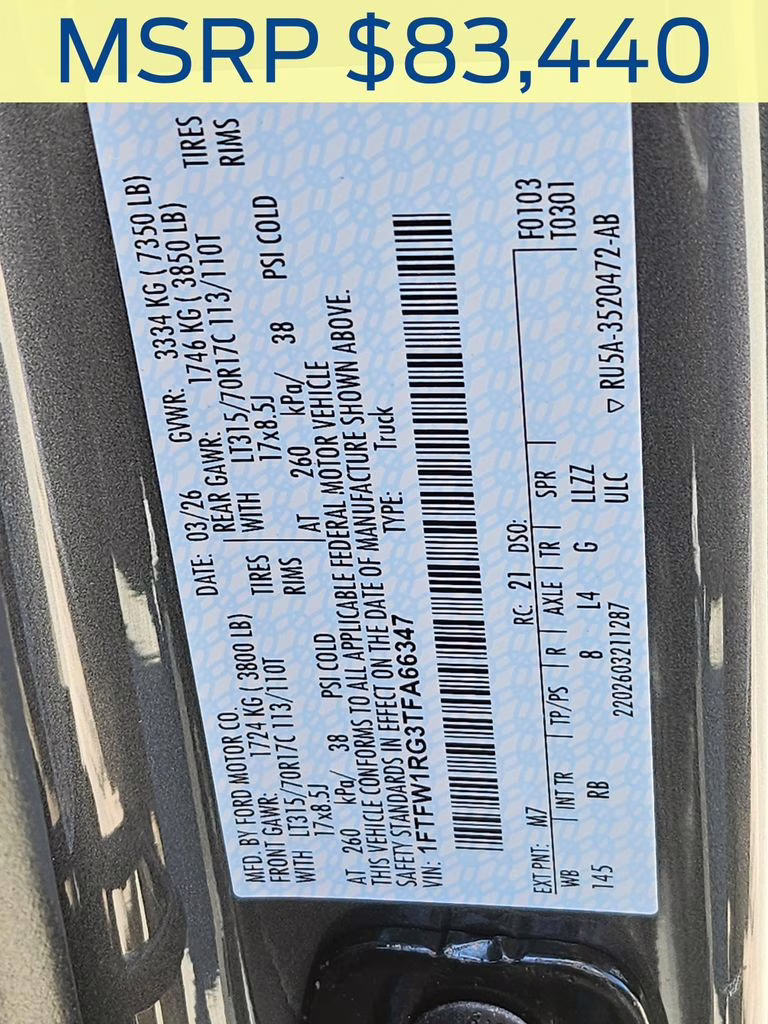 MSRP $83,440
MFD. BY FORD MOTOR CO.
DATE: 03/26 GVWR: 3334 KG ( 7350 LB)
FRONT GAWR: 1724 KG ( 3800 LB)
REAR GAWR: 1746 KG ( 3850 LB)
WITH LT315/70R17C 113/110T TIRES
WITH LT315/70R17C 113/110T TIRES
17x8.5J RIMS
17x8.5J RIMS
AT 260 kPa/ 38 PSI COLD
AT 260 kPa/ 38 PSI COLD
THIS VEHICLE CONFORMS TO ALL APPLICABLE FEDERAL MOTOR VEHICLE
SAFETY STANDARDS IN EFFECT ON THE DATE OF MANUFACTURE SHOWN ABOVE.
VIN: 1FTFW1RG3TFA66347 TYPE: Truck
F0103
T0301
EXT PNT: M7 RC: 21 DSO:
WB INT TR TP/PS R AXLE TR SPR
145 RB 8 L4 G LLZZ
ULC
2202603211287 ▽ RU5A-3520472-AB